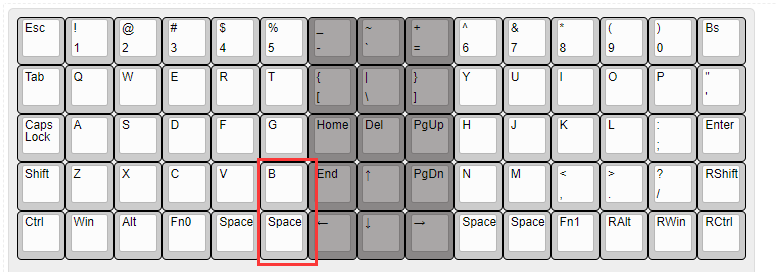 Esc ! @ # $ % _ ~ + ^ & * ( ) Bs
1 2 3 4 5 - ` = 6 7 8 9 0
Tab Q W E R T { | } Y U I O P "
[ \ ] '
Caps A S D F G Home Del PgUp H J K L : Enter
Lock ;
Shift Z X C V B End ↑ PgDn N M < > ? RShift
, . /
Ctrl Win Alt Fn0 Space Space ← ↓ → Space Space Fn1 RAlt RWin RCtrl